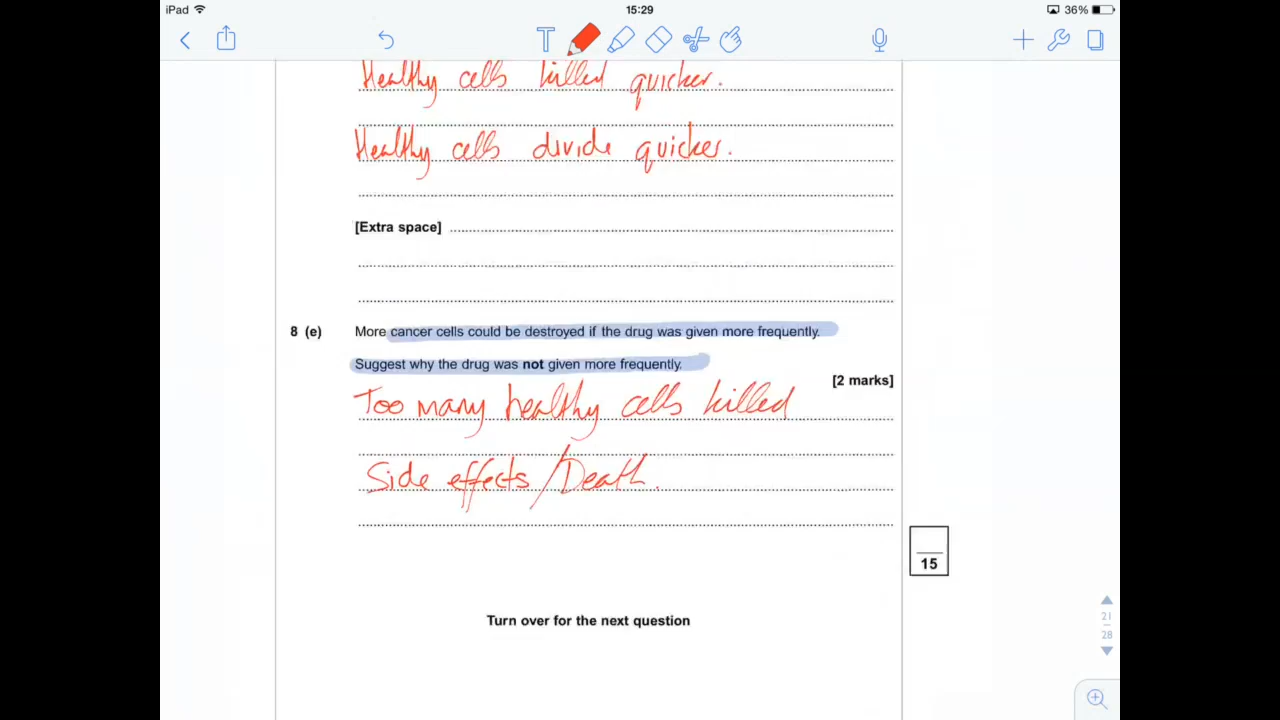 iPad
15:29
36%
T
Healthy cells killed quicker.
Healthy cells divide quicker.
[Extra space]
8 (e) More cancer cells could be destroyed if the drug was given more frequently.
Suggest why the drug was not given more frequently.
[2 marks]
Too many healthy cells killed
Side effects / Death.
15
Turn over for the next question
21
28